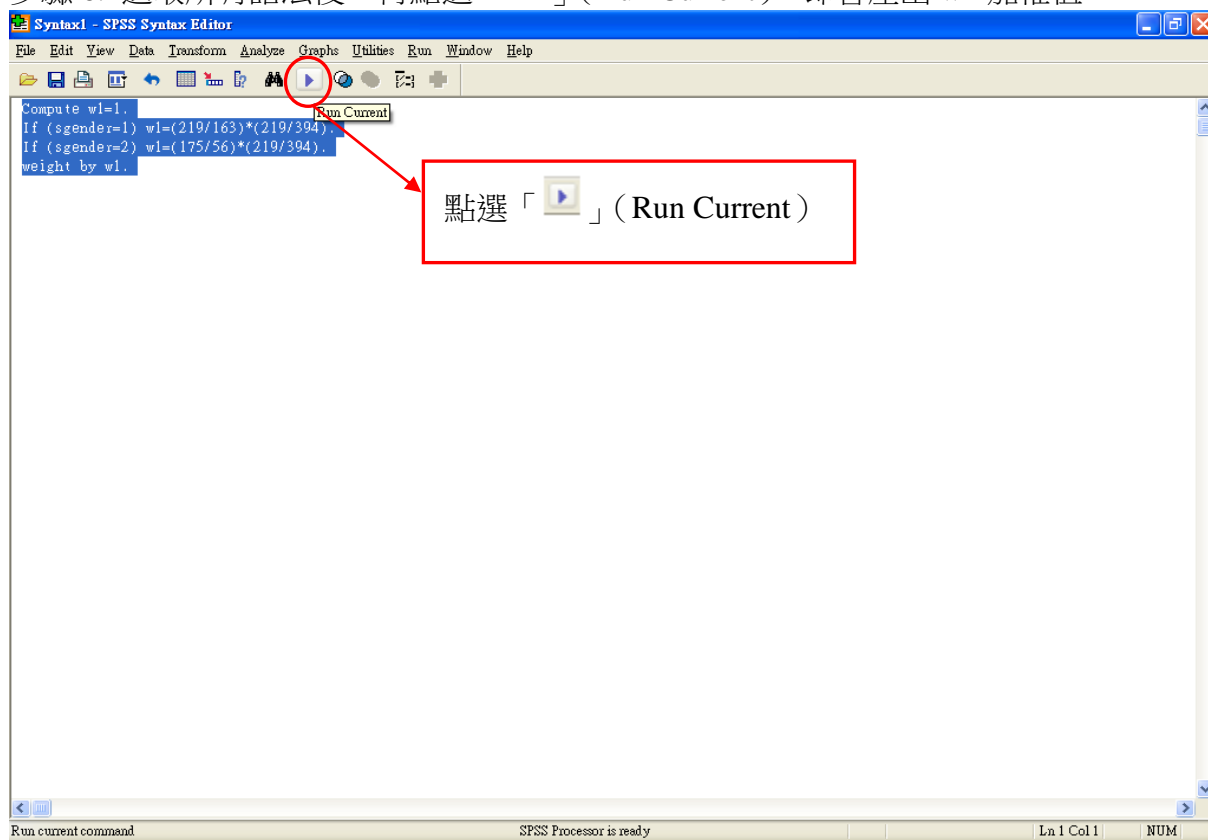 Syntax1 - SPSS Syntax Editor
File Edit View Data Transform Analyze Graphs Utilities Run Window Help
Compute w1=1.
Run Current
If (sgender=1) w1=(219/163)*(219/394).
If (sgender=2) w1=(175/56)*(219/394).
weight by w1.
點選「 」（Run Current）
Run current command SPSS Processor is ready Ln 1 Col 1 NUM